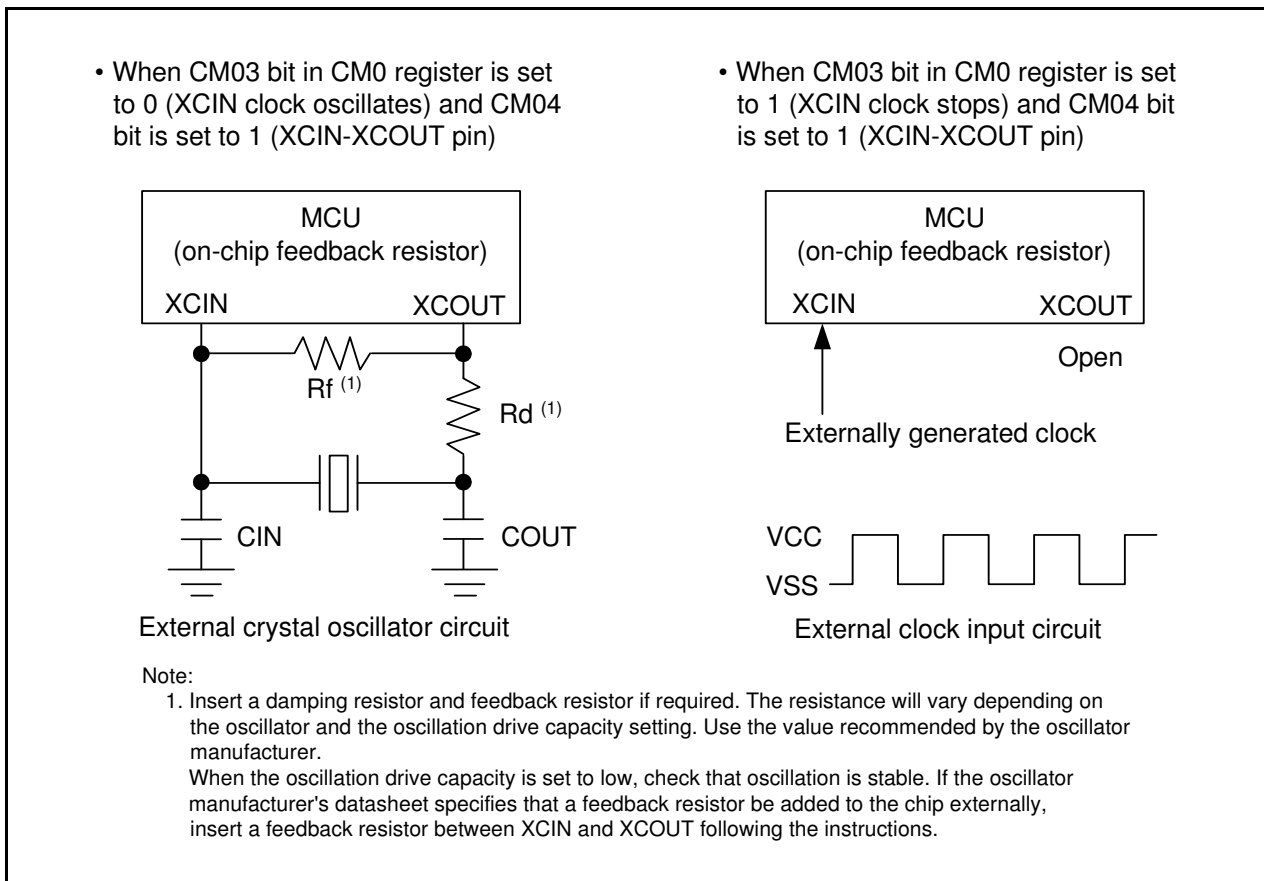 • When CM03 bit in CM0 register is set
to 0 (XCIN clock oscillates) and CM04
bit is set to 1 (XCIN-XCOUT pin)
MCU
(on-chip feedback resistor)
XCIN XCOUT
Rf (1)
Rd (1)
CIN COUT
External crystal oscillator circuit
• When CM03 bit in CM0 register is set
to 1 (XCIN clock stops) and CM04 bit
is set to 1 (XCIN-XCOUT pin)
MCU
(on-chip feedback resistor)
XCIN XCOUT
Open
Externally generated clock
VCC
VSS
External clock input circuit
Note:
1. Insert a damping resistor and feedback resistor if required. The resistance will vary depending on
the oscillator and the oscillation drive capacity setting. Use the value recommended by the oscillator
manufacturer.
When the oscillation drive capacity is set to low, check that oscillation is stable. If the oscillator
manufacturer's datasheet specifies that a feedback resistor be added to the chip externally,
insert a feedback resistor between XCIN and XCOUT following the instructions.